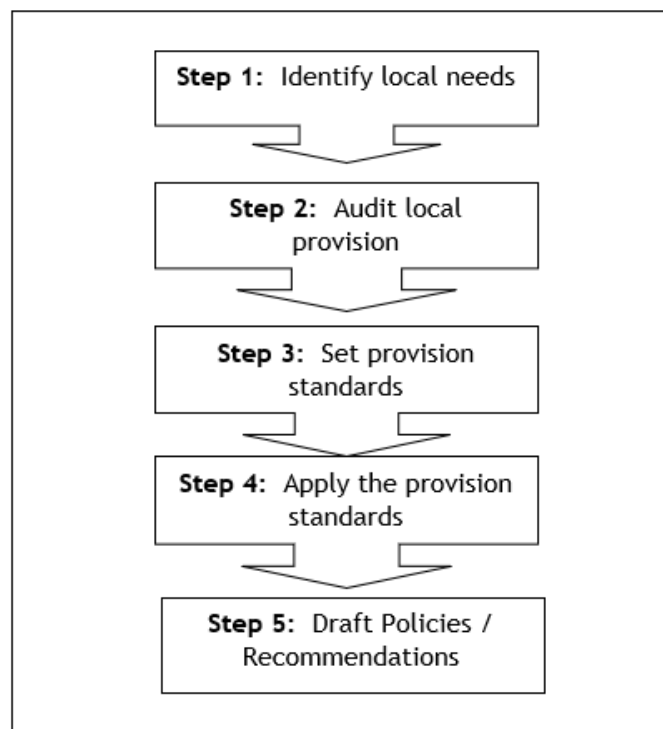 Step 1: Identify local needs
Step 2: Audit local
provision
Step 3: Set provision
standards
Step 4: Apply the provision
standards
Step 5: Draft Policies /
Recommendations